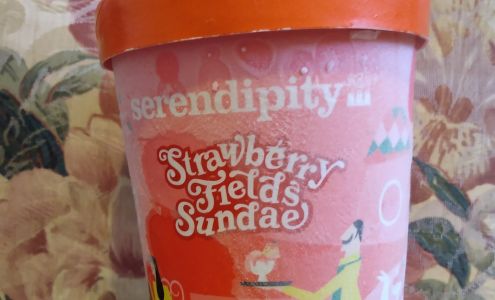 serendipity
Strawberry
Fields
Sundae